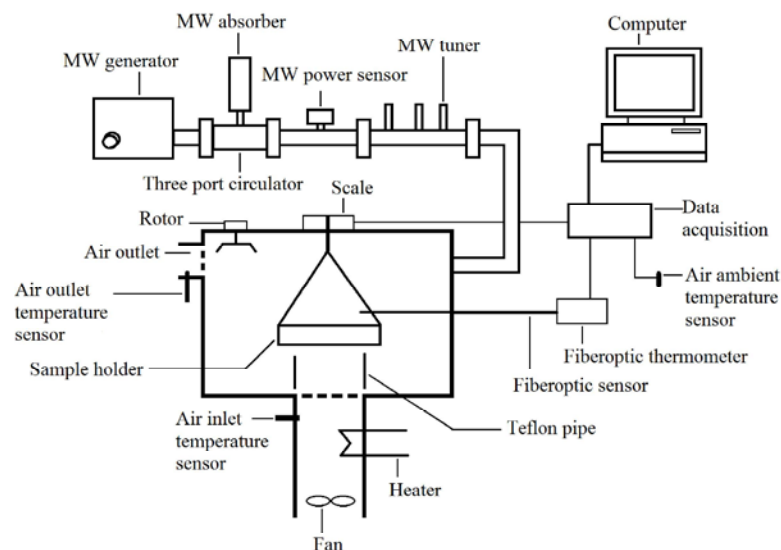 MW absorber
MW generator
MW power sensor
MW tuner
Computer
Three port circulator
Rotor
Scale
Data
acquisition
Air outlet
Air outlet
temperature
sensor
Air ambient
temperature
sensor
Fiberoptic thermometer
Sample holder
Fiberoptic sensor
Air inlet
temperature
sensor
Teflon pipe
Heater
Fan